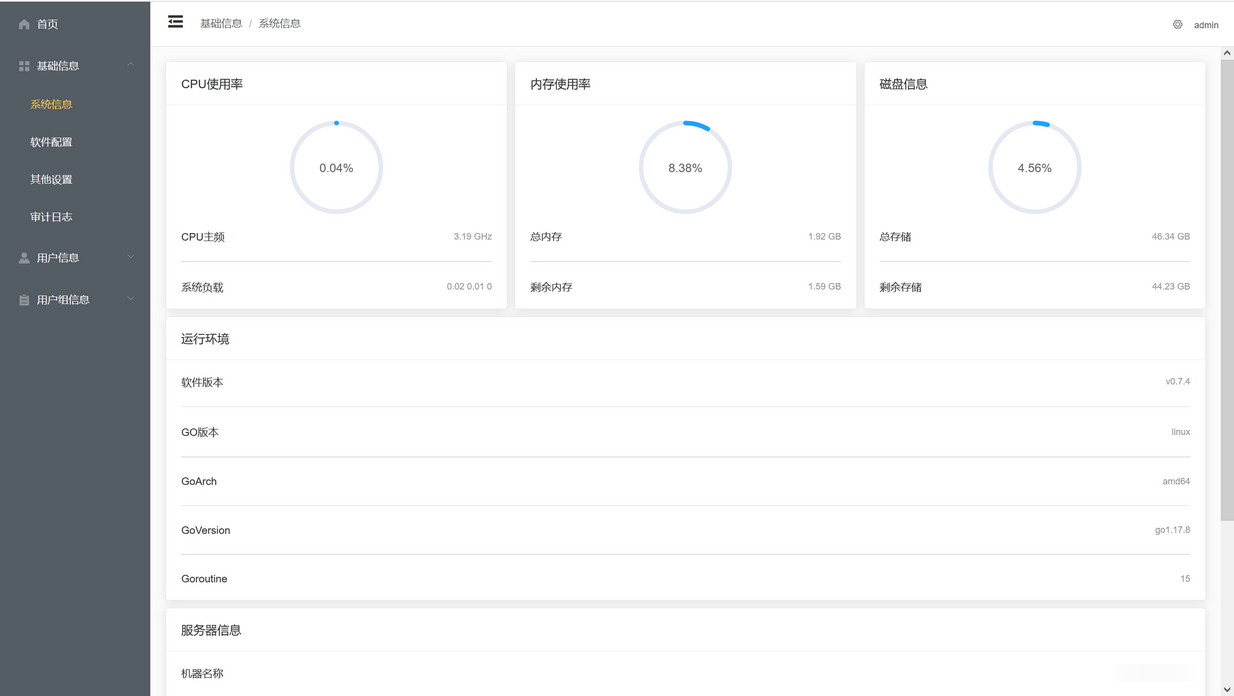 首页
基础信息
系统信息
软件配置
其他设置
审计日志
用户信息
用户组信息
基础信息 / 系统信息
admin
CPU使用率
0.04%
CPU主频 3.19 GHz
系统负载 0.02 0.01 0
内存使用率
8.38%
总内存 1.92 GB
剩余内存 1.59 GB
磁盘信息
4.56%
总存储 46.34 GB
剩余存储 44.23 GB
运行环境
软件版本 v0.7.4
GO版本 linux
GoArch amd64
GoVersion go1.17.8
Goroutine 15
服务器信息
机器名称